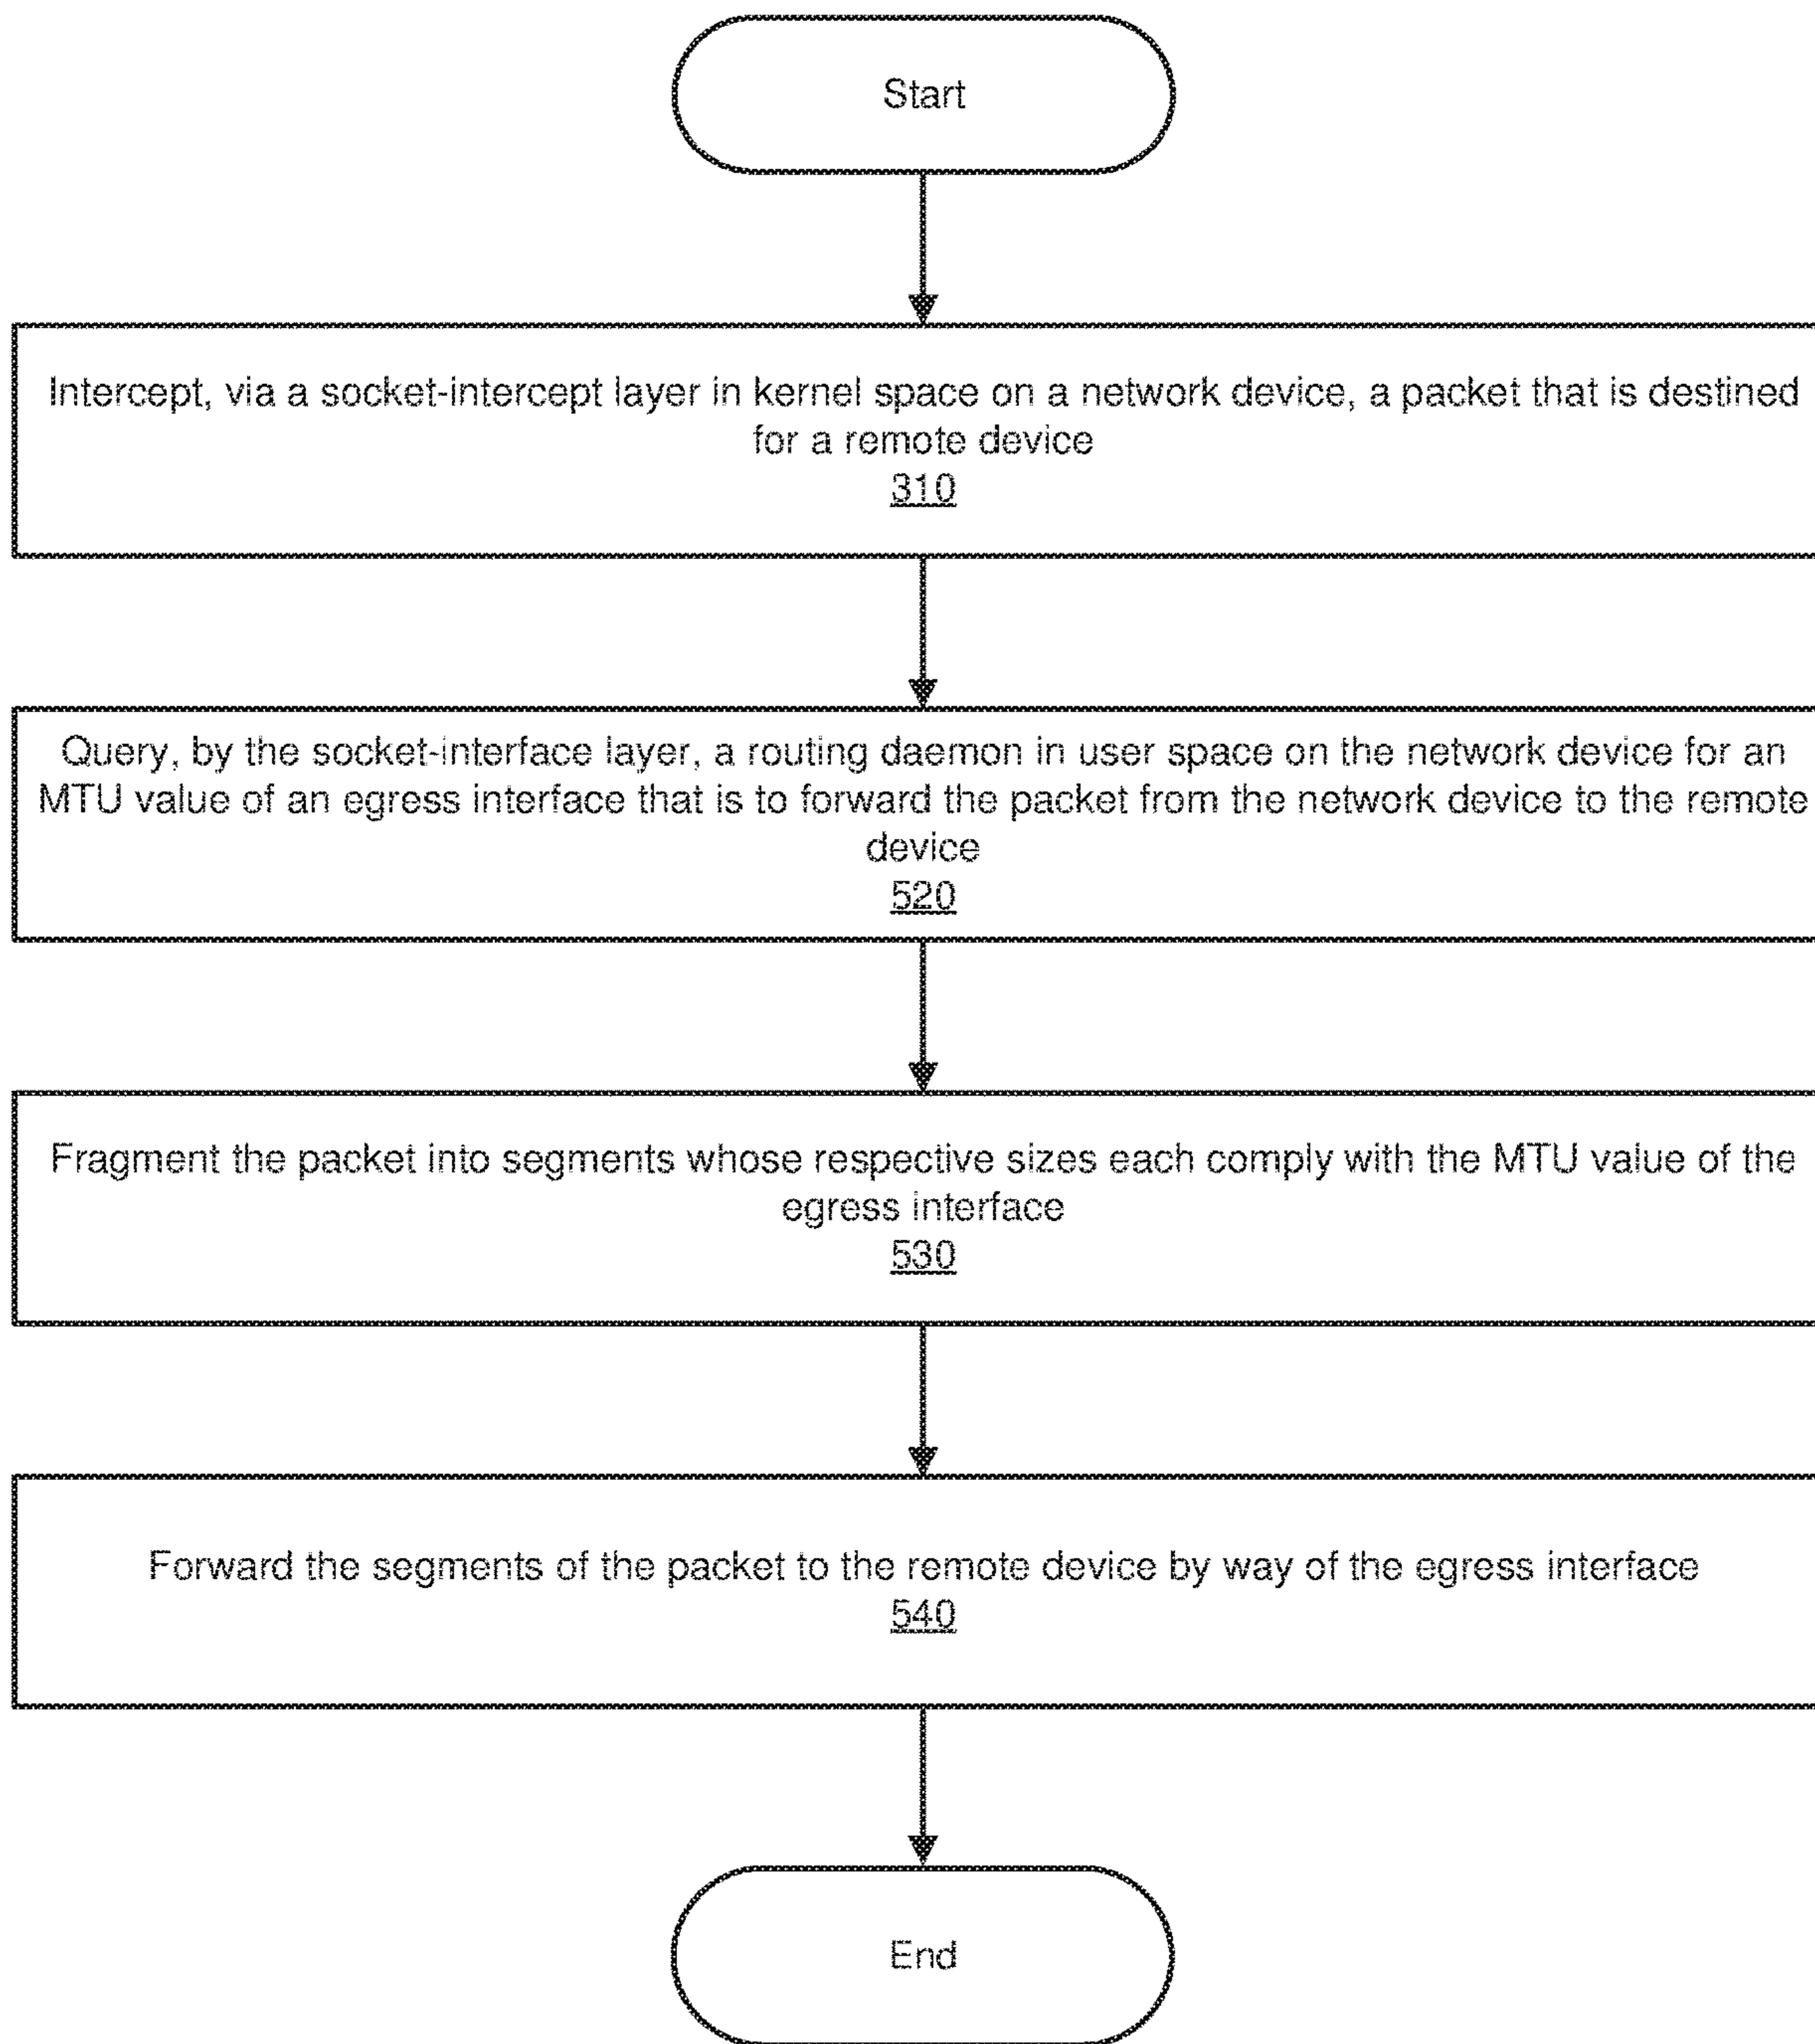 Start
Intercept, via a socket-intercept layer in kernel space on a network device, a packet that is destined
for a remote device
310
Query, by the socket-interface layer, a routing daemon in user space on the network device for an
MTU value of an egress interface that is to forward the packet from the network device to the remote
device
520
Fragment the packet into segments whose respective sizes each comply with the MTU value of the
egress interface
530
Forward the segments of the packet to the remote device by way of the egress interface
540
End